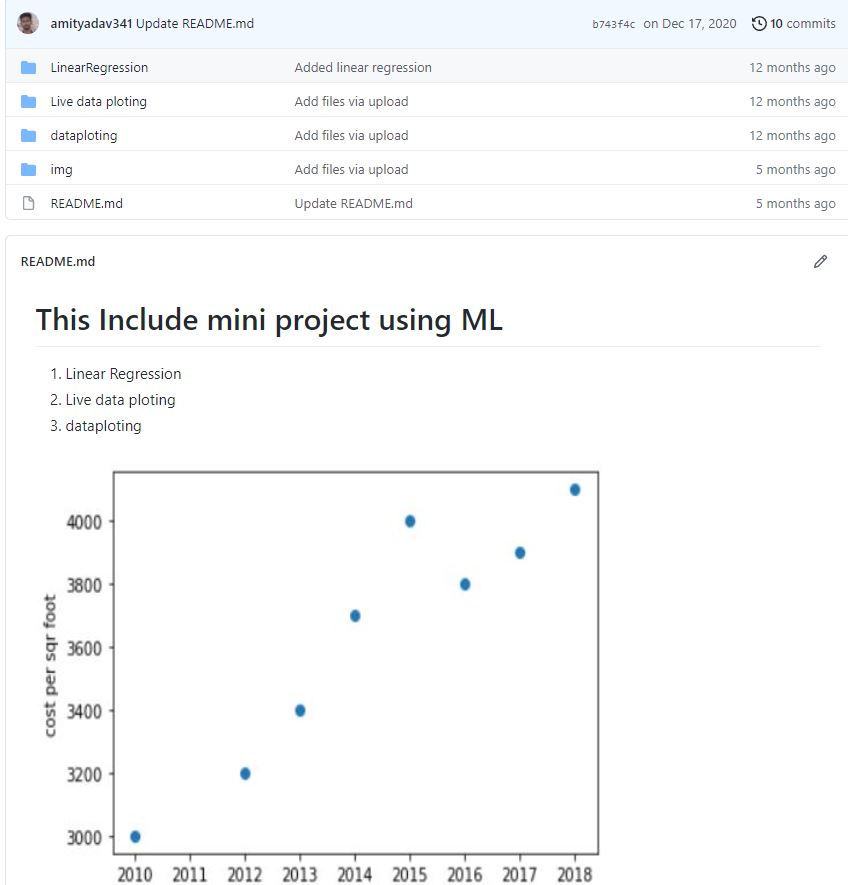 amityadav341 Update README.md b743f4c on Dec 17, 2020 10 commits
LinearRegression Added linear regression 12 months ago
Live data ploting Add files via upload 12 months ago
dataploting Add files via upload 12 months ago
img Add files via upload 5 months ago
README.md Update README.md 5 months ago
README.md
This Include mini project using ML
1. Linear Regression
2. Live data ploting
3. dataploting
4000
3800
3600
3400
3200
3000
cost per sqr foot
2010 2011 2012 2013 2014 2015 2016 2017 2018